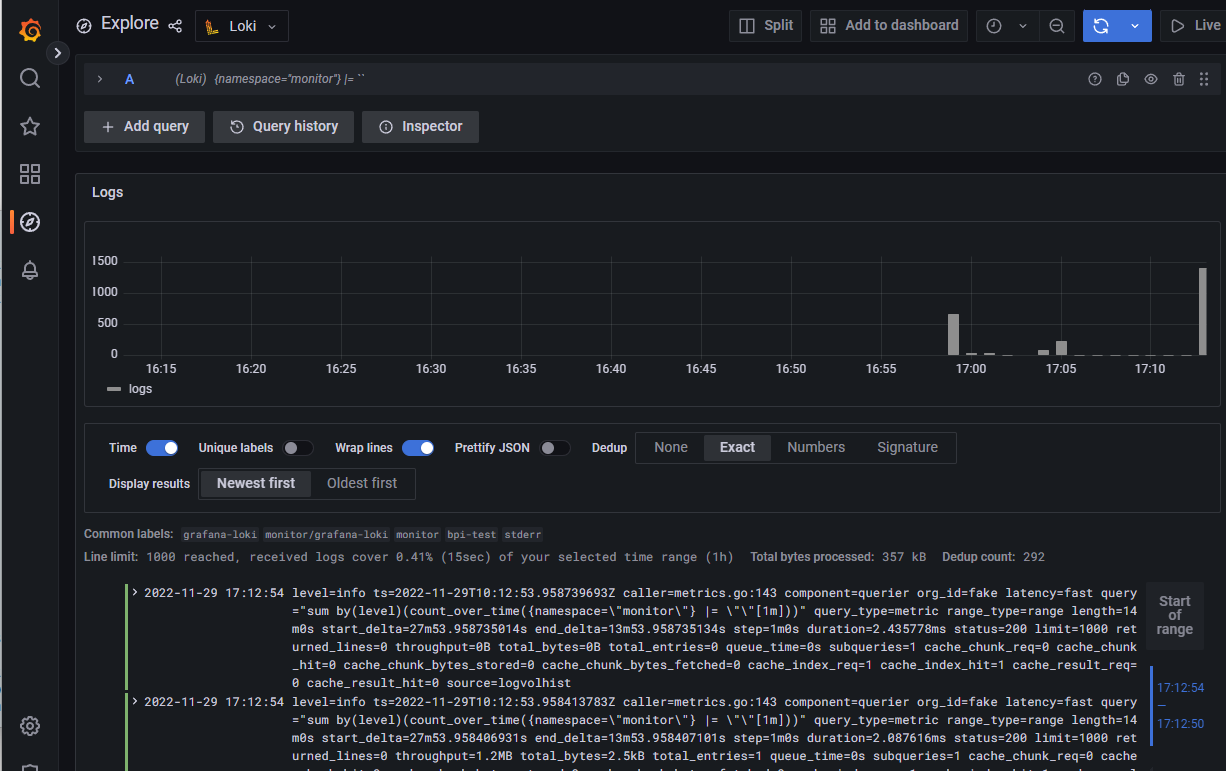 Explore Loki Split Add to dashboard Live
A (Loki) {namespace="monitor"} |= ``
+ Add query Query history Inspector
Logs
1500
1000
500
0
16:15 16:20 16:25 16:30 16:35 16:40 16:45 16:50 16:55 17:00 17:05 17:10
logs
Time Unique labels Wrap lines Prettify JSON Dedup None Exact Numbers Signature
Display results Newest first Oldest first
Common labels: grafana-loki monitor/grafana-loki monitor bpi-test stderr
Line limit: 1000 reached, received logs cover 0.41% (15sec) of your selected time range (1h) Total bytes processed: 357 kB Dedup count: 292
2022-11-29 17:12:54 level=info ts=2022-11-29T10:12:53.958739693Z caller=metrics.go:143 component=querier org_id=fake latency=fast query
="sum by(level)(count_over_time({namespace=\"monitor\"} |= \"\"[1m]))" query_type=metric range_type=range length=14
m0s start_delta=27m53.958735014s end_delta=13m53.958735134s step=1m0s duration=2.435778ms status=200 limit=1000 ret
urned_lines=0 throughput=0B total_bytes=0B total_entries=0 queue_time=0s subqueries=1 cache_chunk_req=0 cache_chunk
_hit=0 cache_chunk_bytes_stored=0 cache_chunk_bytes_fetched=0 cache_index_req=1 cache_index_hit=1 cache_result_req=
0 cache_result_hit=0 source=logvolhist
2022-11-29 17:12:54 level=info ts=2022-11-29T10:12:53.958413783Z caller=metrics.go:143 component=querier org_id=fake latency=fast query
="sum by(level)(count_over_time({namespace=\"monitor\"} |= \"\"[1m]))" query_type=metric range_type=range length=14
m0s start_delta=27m53.958406931s end_delta=13m53.958407101s step=1m0s duration=2.087616ms status=200 limit=1000 ret
urned_lines=0 throughput=1.2MB total_bytes=2.5kB total_entries=1 queue_time=0s subqueries=1 cache_chunk_req=0 cache
Start
of
range
17:12:54
—
17:12:50